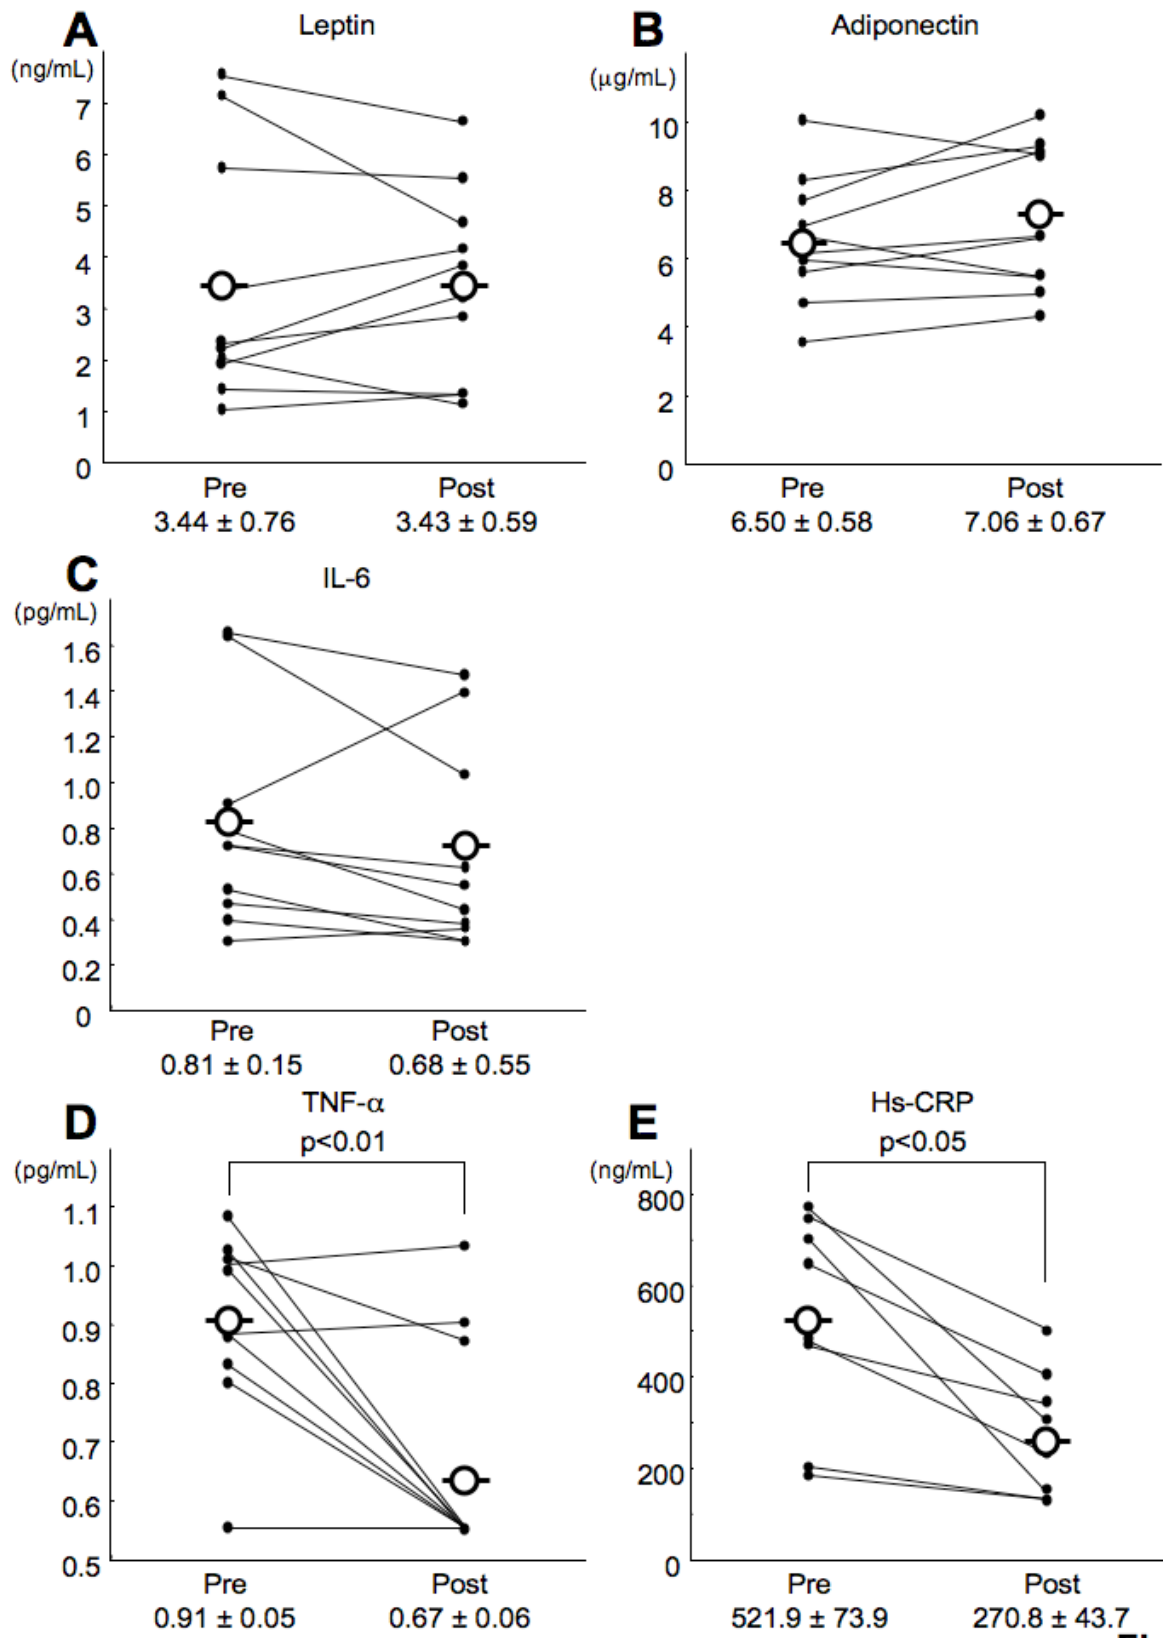 A Leptin
(ng/mL)
7
6
5
4
3
2
1
0
Pre Post
3.44 ± 0.76 3.43 ± 0.59
B Adiponectin
(μg/mL)
10
8
6
4
2
0
Pre Post
6.50 ± 0.58 7.06 ± 0.67
C IL-6
(pg/mL)
1.6
1.4
1.2
1.0
0.8
0.6
0.4
0.2
0
Pre Post
0.81 ± 0.15 0.68 ± 0.55
D TNF-α
p<0.01
(pg/mL)
1.1
1.0
0.9
0.8
0.7
0.6
0.5
Pre Post
0.91 ± 0.05 0.67 ± 0.06
E Hs-CRP
p<0.05
(ng/mL)
800
600
400
200
0
Pre Post
521.9 ± 73.9 270.8 ± 43.7